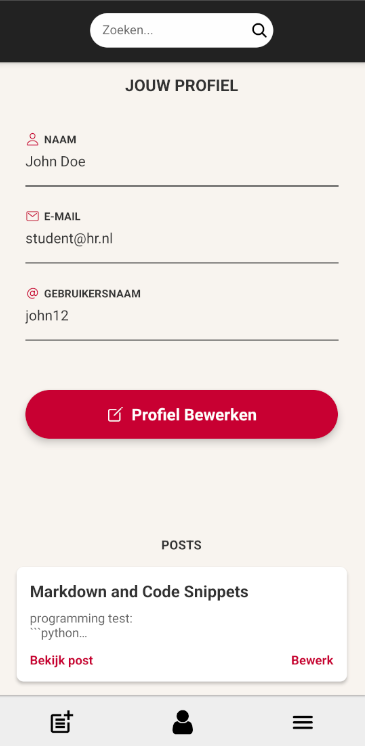 Zoeken...
JOUW PROFIEL
NAAM
John Doe
E-MAIL
student@hr.nl
GEBRUIKERSNAAM
john12
Profiel Bewerken
POSTS
Markdown and Code Snippets
programming test:
```python...
Bekijk post
Bewerk